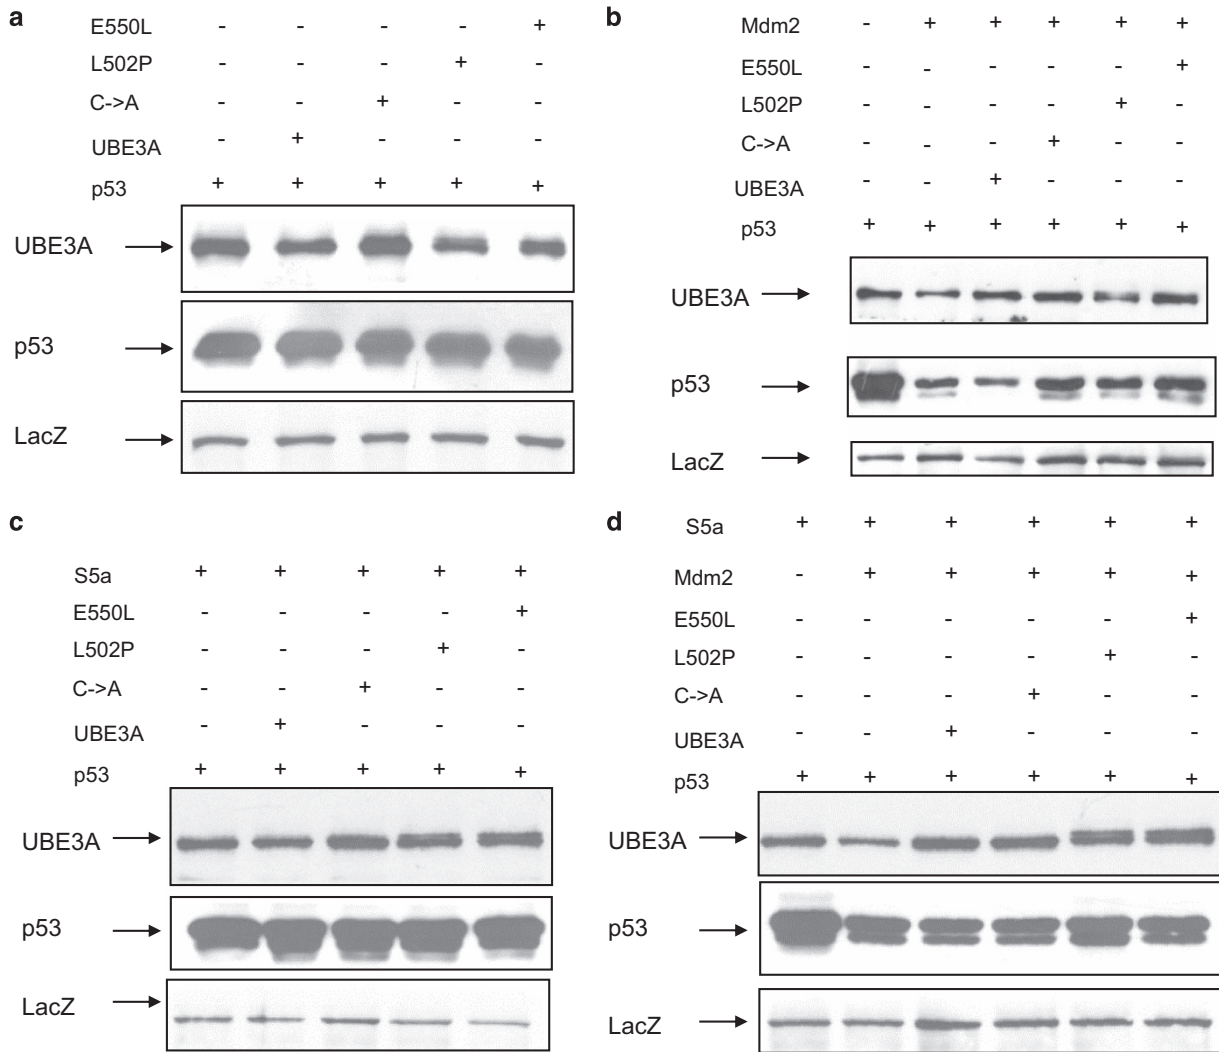 a
E550L - - - - +
L502P - - - + -
C->A - - + - -
UBE3A - + - - -
p53 + + + + +
UBE3A
p53
LacZ
b
Mdm2 - + + + + +
E550L - - - - - +
L502P - - - - + -
C->A - - - + - -
UBE3A - - + - - -
p53 + + + + + +
UBE3A
p53
LacZ
c
S5a + + + + +
E550L - - - - +
L502P - - - + -
C->A - - + - -
UBE3A - + - - -
p53 + + + + +
UBE3A
p53
LacZ
d
S5a + + + + + +
Mdm2 - + + + + +
E550L - - - - - +
L502P - - - - + -
C->A - - - + - -
UBE3A - - + - - -
p53 + + + + + +
UBE3A
p53
LacZ